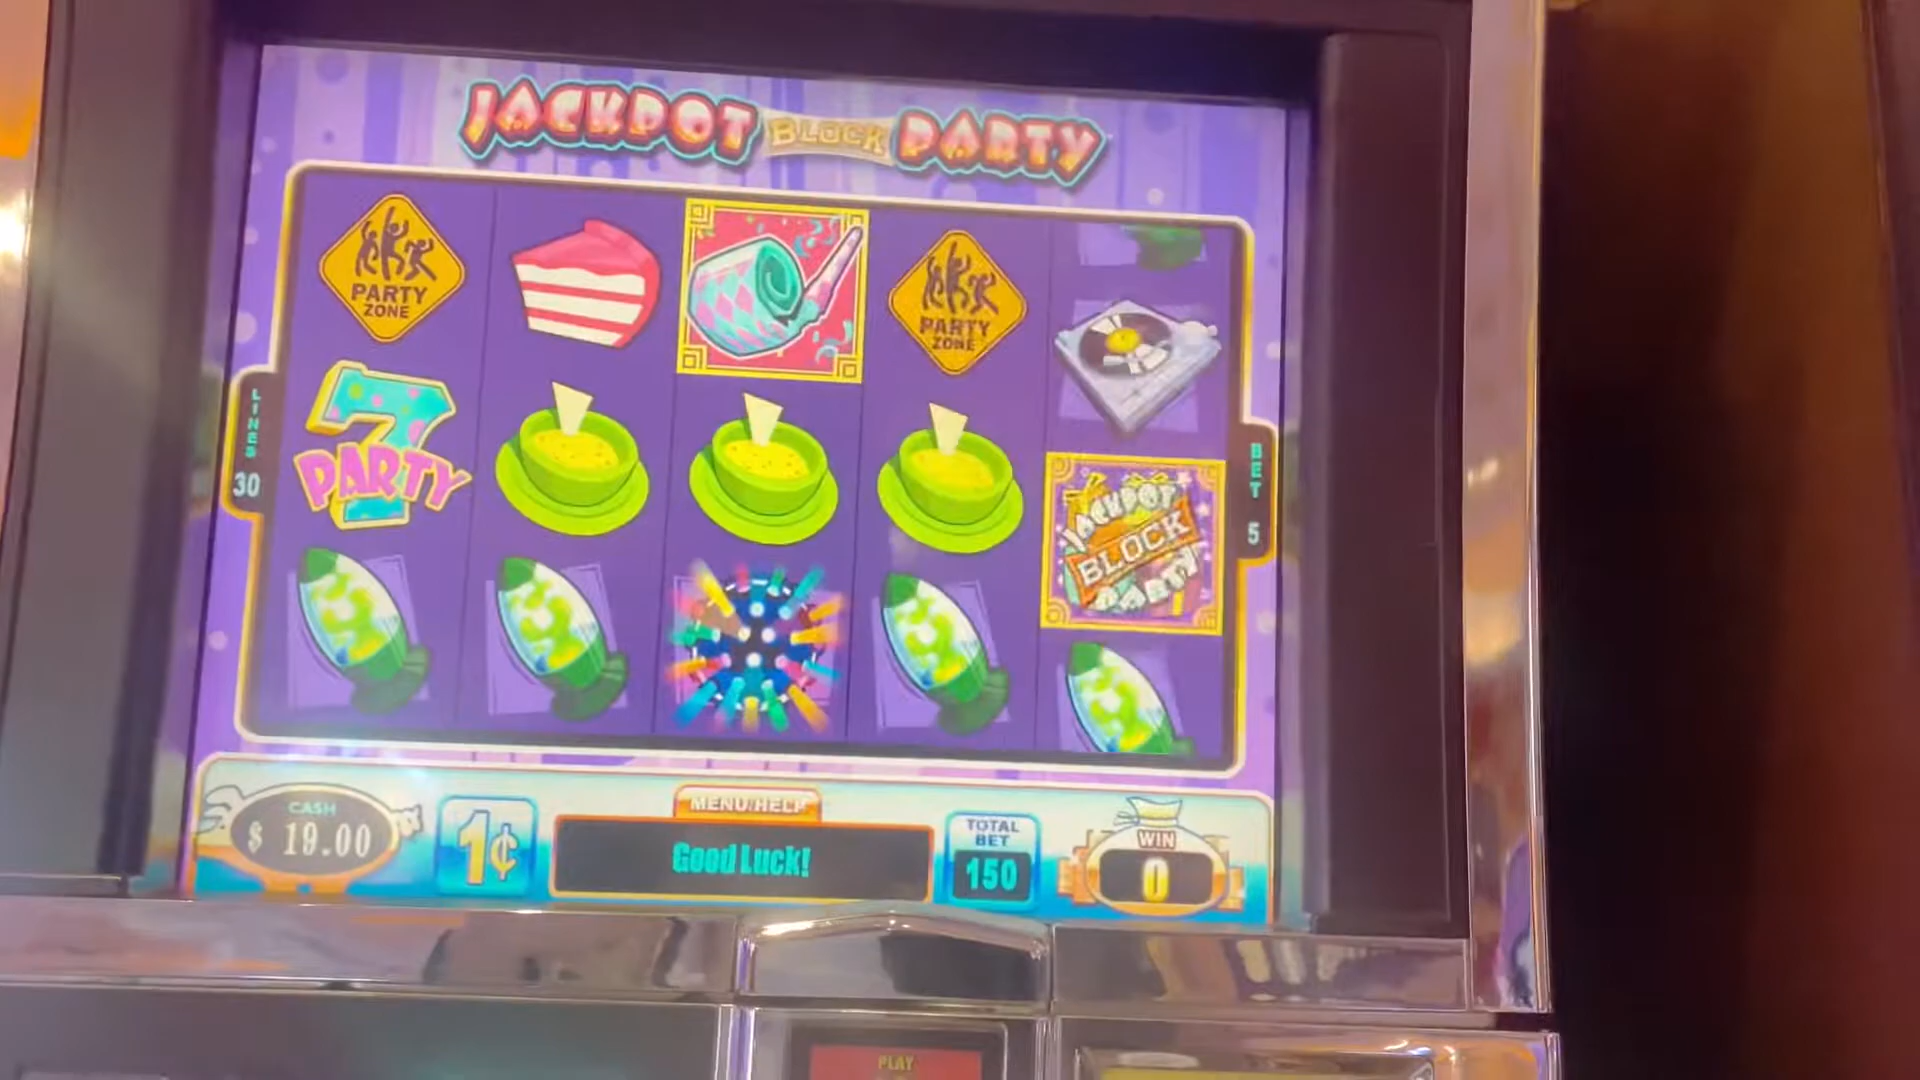 JACKPOT BLOCK PARTY
PARTY
ZONE
PARTY
ZONE
7
PARTY
LINES
30
BET
5
JACKPOT
BLOCK
PARTY
CASH
$ 19.00
1¢
MENU/HELP
Good Luck!
TOTAL
BET
150
WIN
0
PLAY